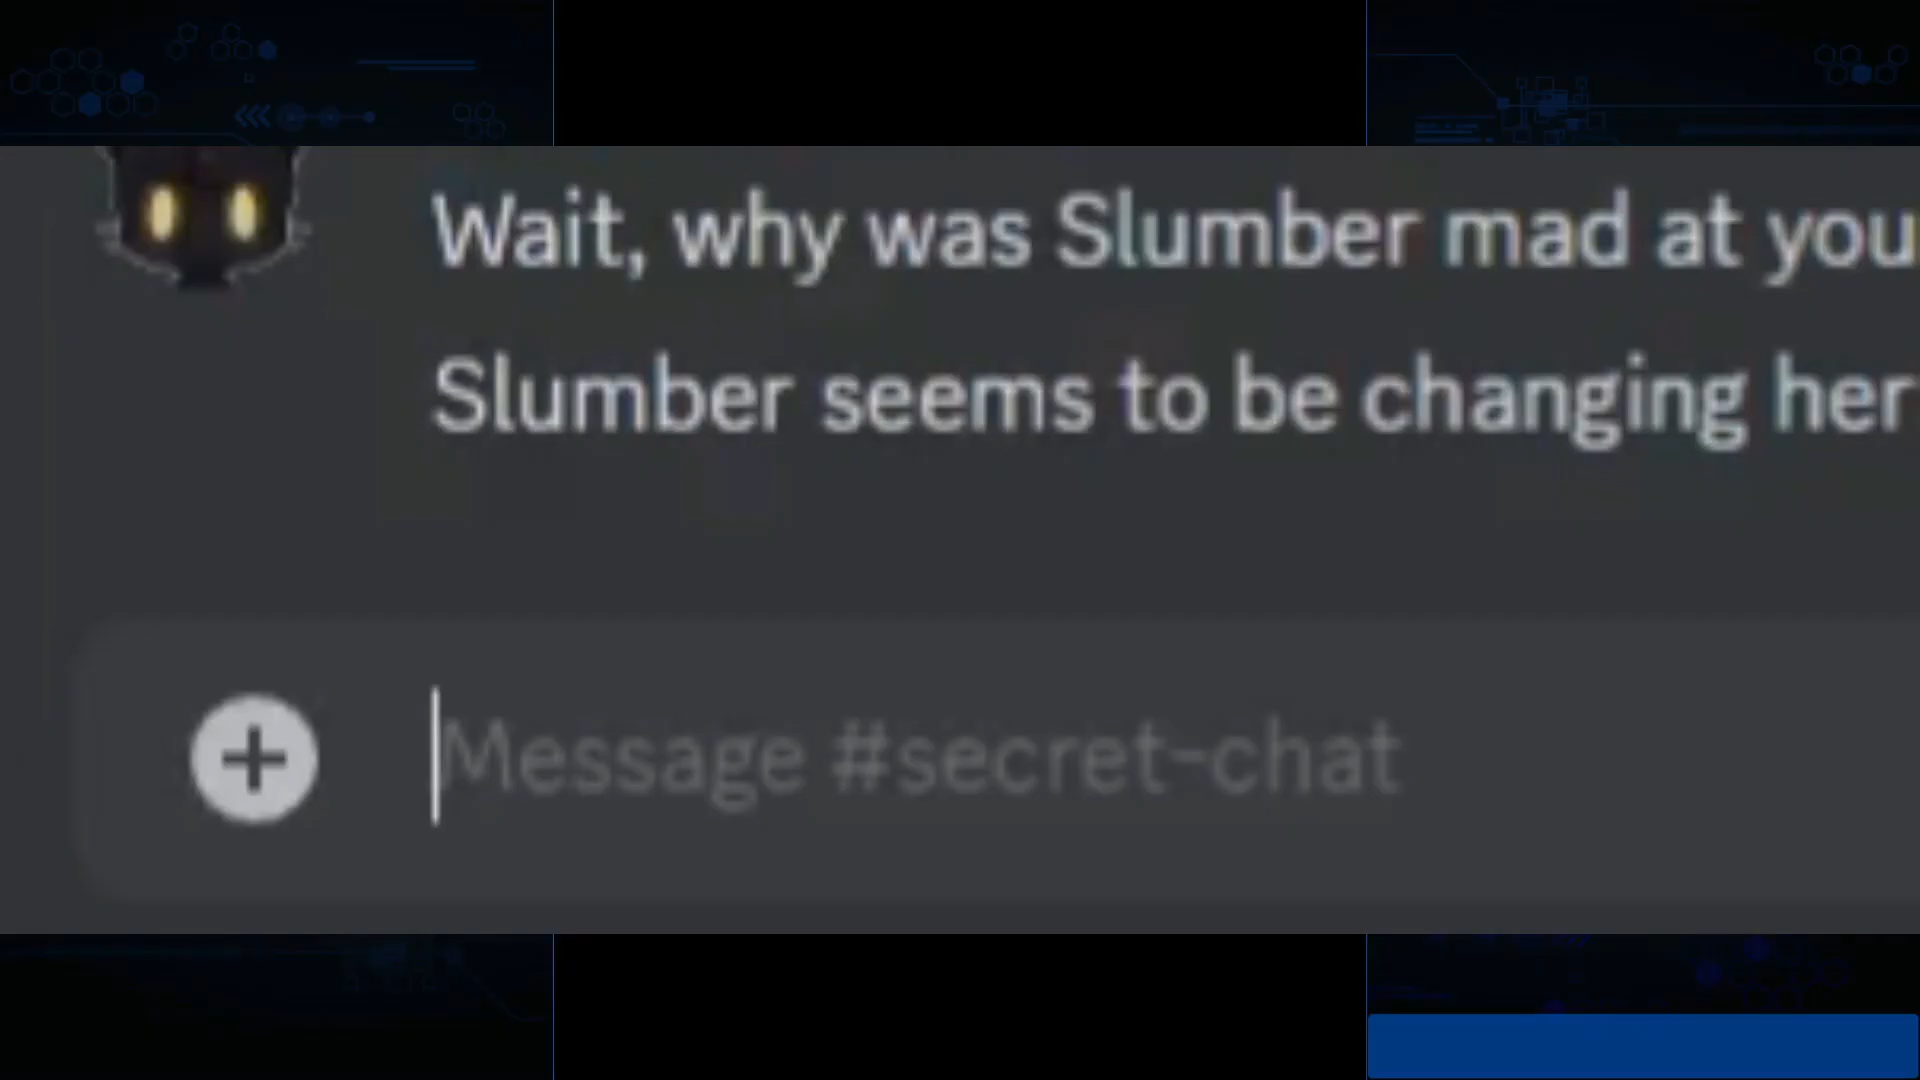 Wait, why was Slumber mad at you
Slumber seems to be changing her
Message #secret-chat